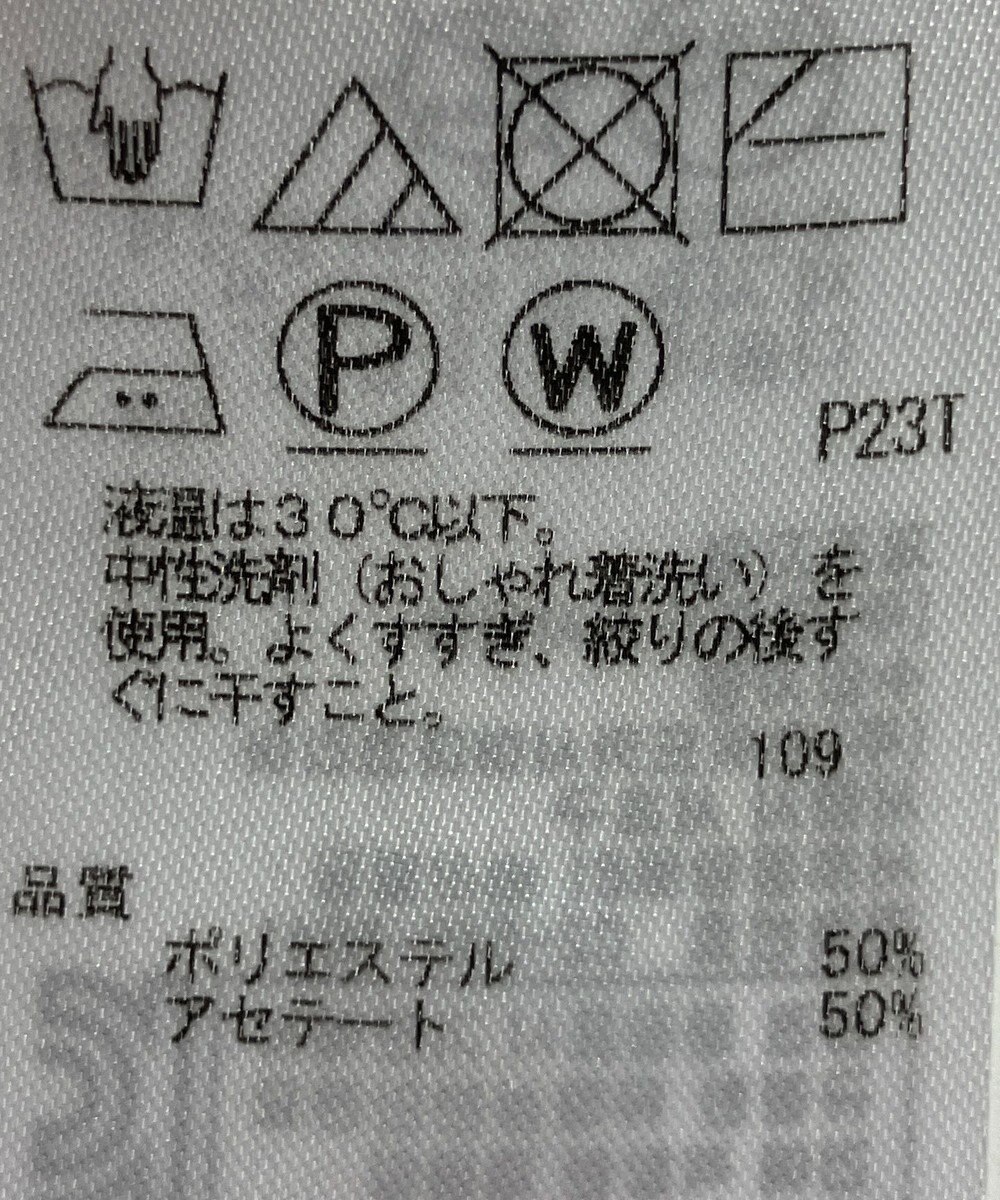 P
W
P23T
液温は30℃以下。
中性洗剤（おしゃれ着洗い）を
使用。よくすすぎ、絞りの後す
ぐに干すこと。
109
品質
ポリエステル 50%
アセテート 50%